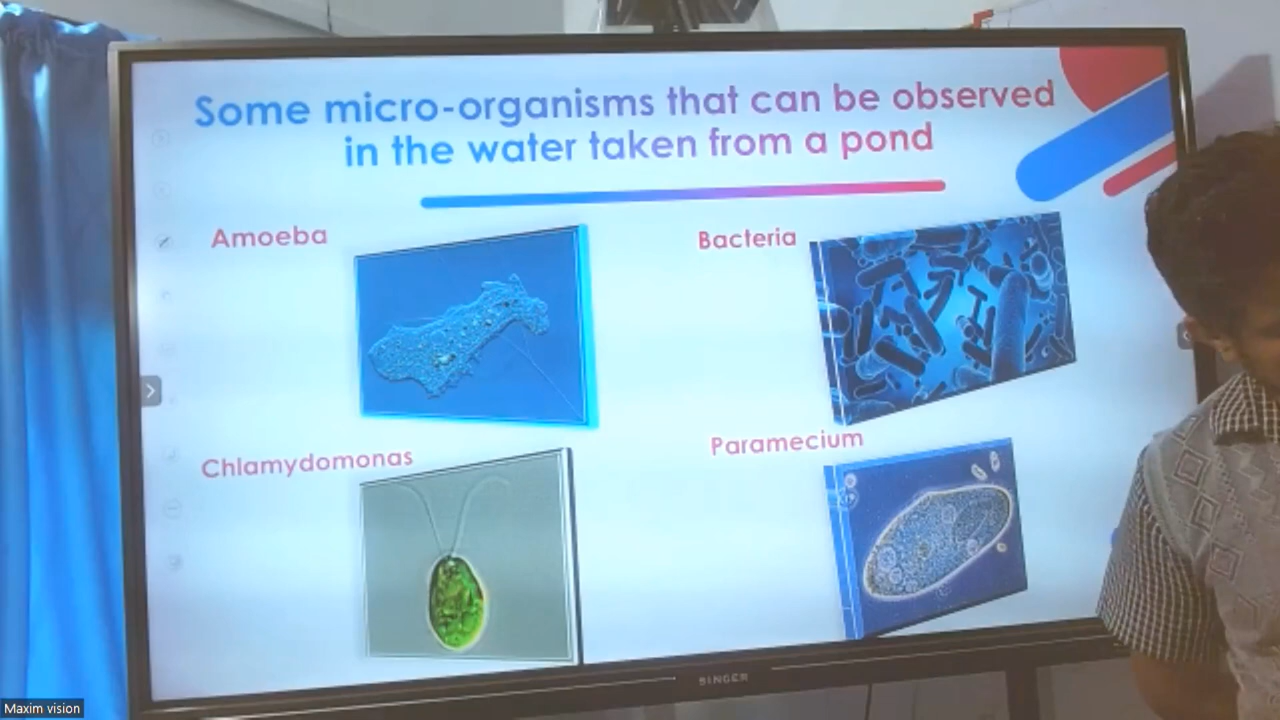 Some micro-organisms that can be observed
in the water taken from a pond
Amoeba
Bacteria
Chlamydomonas
Paramecium
SINGER
Maxim vision